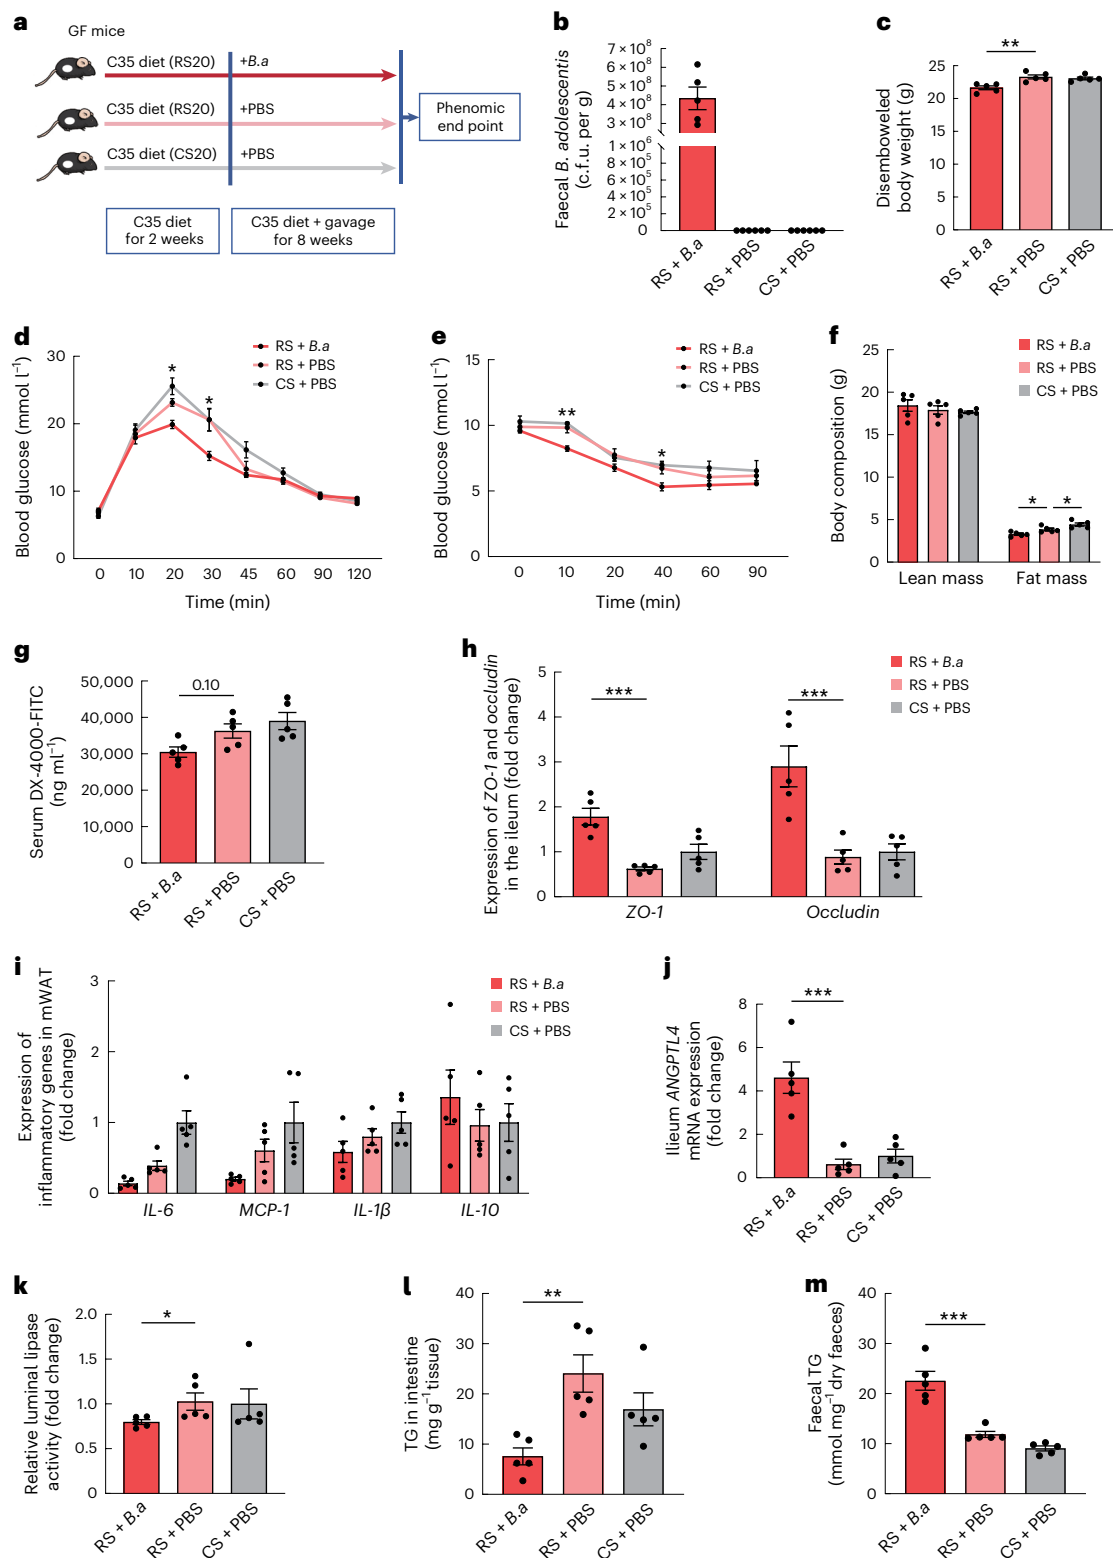 a
GF mice
C35 diet (RS20)
+B.a
C35 diet (RS20)
+PBS
C35 diet (CS20)
+PBS
Phenomic
end point
C35 diet
for 2 weeks
C35 diet + gavage
for 8 weeks
b
Faecal B. adolescentis
(c.f.u. per g)
7 × 10⁸
6 × 10⁸
5 × 10⁸
4 × 10⁸
3 × 10⁸
1 × 10⁶
8 × 10⁵
6 × 10⁵
4 × 10⁵
2 × 10⁵
0
RS + B.a
RS + PBS
CS + PBS
c
Disemboweled
body weight (g)
25
20
15
10
5
0
**
RS + B.a
RS + PBS
CS + PBS
d
Blood glucose (mmol l⁻¹)
30
20
10
0
RS + B.a
RS + PBS
CS + PBS
*
*
0 10 20 30 45 60 90 120
Time (min)
e
Blood glucose (mmol l⁻¹)
15
10
5
0
RS + B.a
RS + PBS
CS + PBS
**
*
0 10 20 40 60 90
Time (min)
f
Body composition (g)
25
20
15
10
5
0
RS + B.a
RS + PBS
CS + PBS
* *
Lean mass Fat mass
g
Serum DX-4000-FITC
(ng ml⁻¹)
50,000
40,000
30,000
20,000
10,000
0
0.10
RS + B.a
RS + PBS
CS + PBS
h
Expression of ZO-1 and occludin
in the ileum (fold change)
5
4
3
2
1
0
RS + B.a
RS + PBS
CS + PBS
*** ***
ZO-1 Occludin
i
Expression of
inflammatory genes in mWAT
(fold change)
3
2
1
0
RS + B.a
RS + PBS
CS + PBS
IL-6 MCP-1 IL-1β IL-10
j
Ilieum ANGPTL4
mRNA expression
(fold change)
8
6
4
2
0
***
RS + B.a
RS + PBS
CS + PBS
k
Relative luminal lipase
activity (fold change)
2.0
1.5
1.0
0.5
0
*
RS + B.a
RS + PBS
CS + PBS
l
TG in intestine
(mg g⁻¹ tissue)
40
30
20
10
0
**
RS + B.a
RS + PBS
CS + PBS
m
Faecal TG
(mmol mg⁻¹ dry faeces)
40
30
20
10
0
***
RS + B.a
RS + PBS
CS + PBS